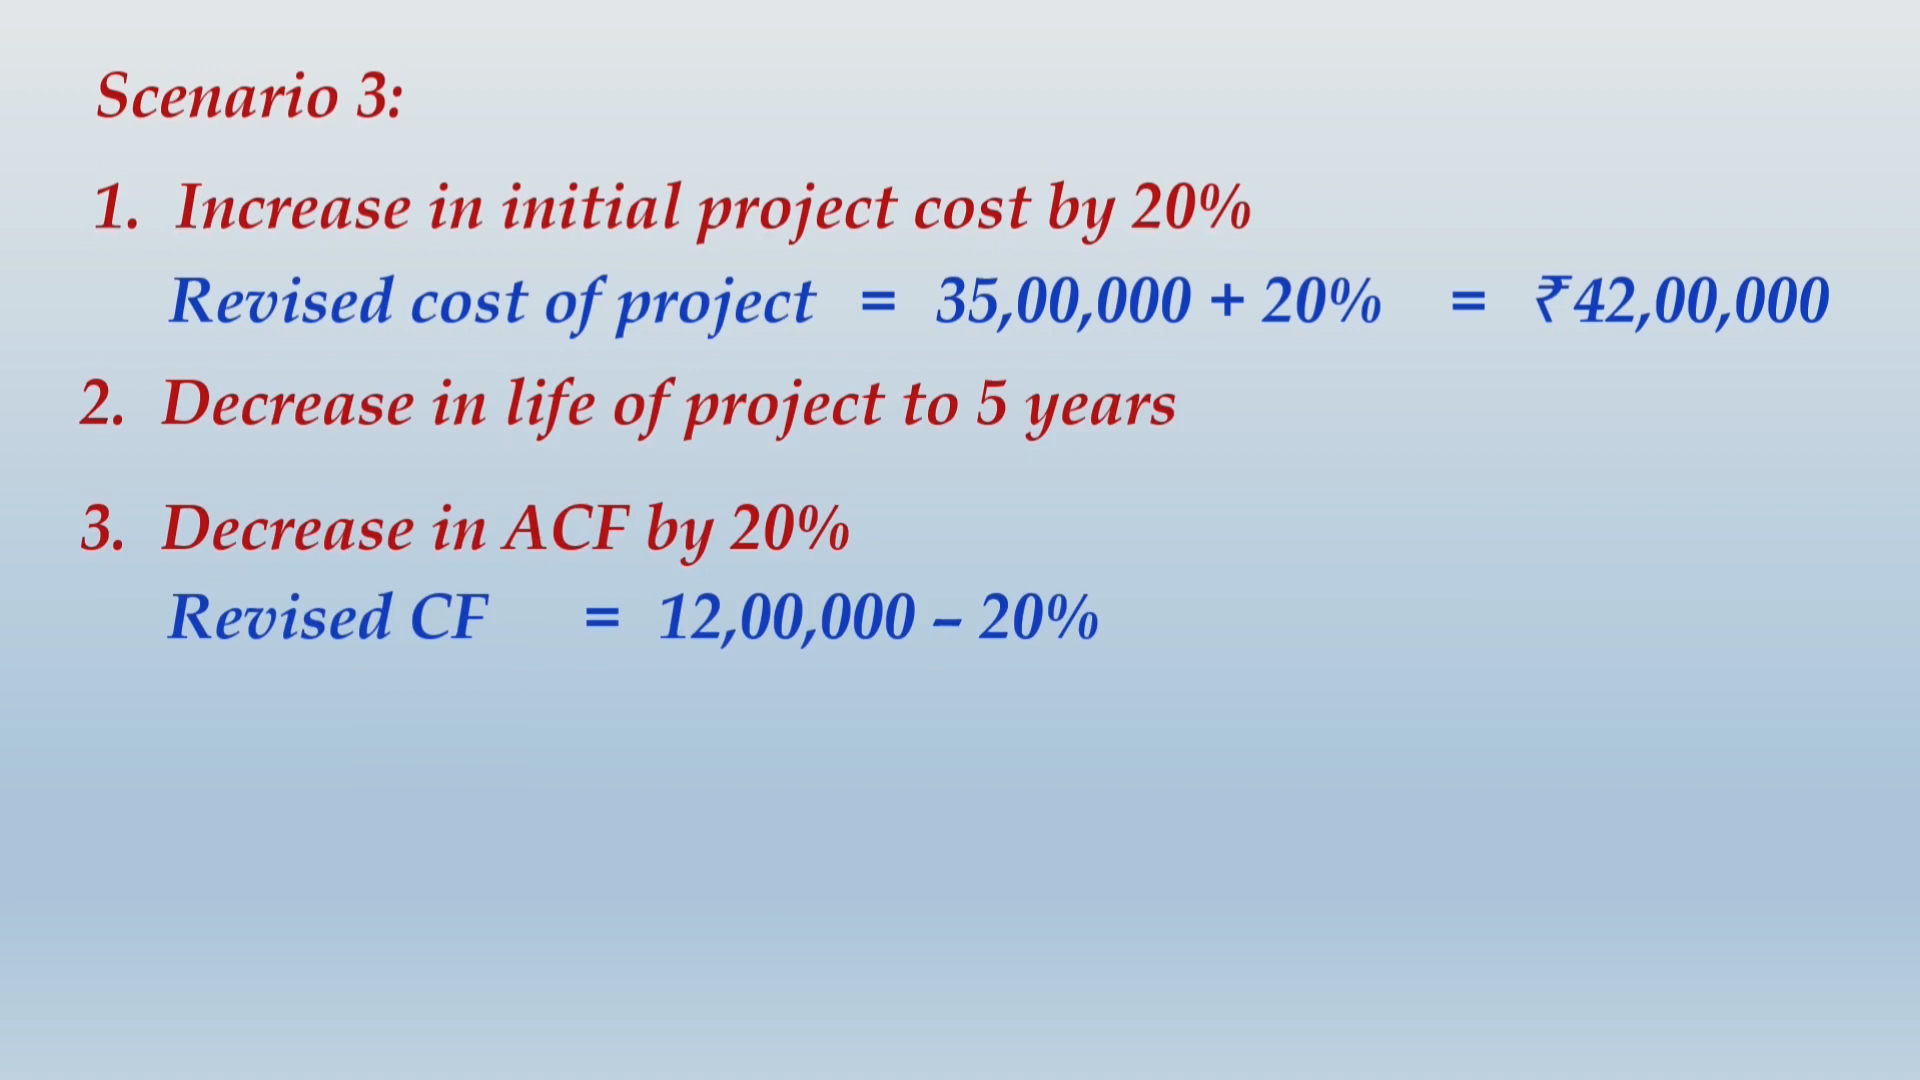 Scenario 3:
1. Increase in initial project cost by 20%
Revised cost of project = 35,00,000 + 20% = ₹42,00,000
2. Decrease in life of project to 5 years
3. Decrease in ACF by 20%
Revised CF = 12,00,000 – 20%